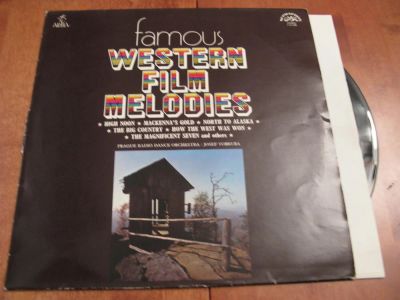 famous
WESTERN
FILM
MELODIES
★ HIGH NOON ★ MACKENNA'S GOLD ★ NORTH TO ALASKA ★
THE BIG COUNTRY ★ HOW THE WEST WAS WON ★
★ THE MAGNIFICENT SEVEN and others ★
PRAGUE RADIO DANCE ORCHESTRA - JOSEF VOBRUBA